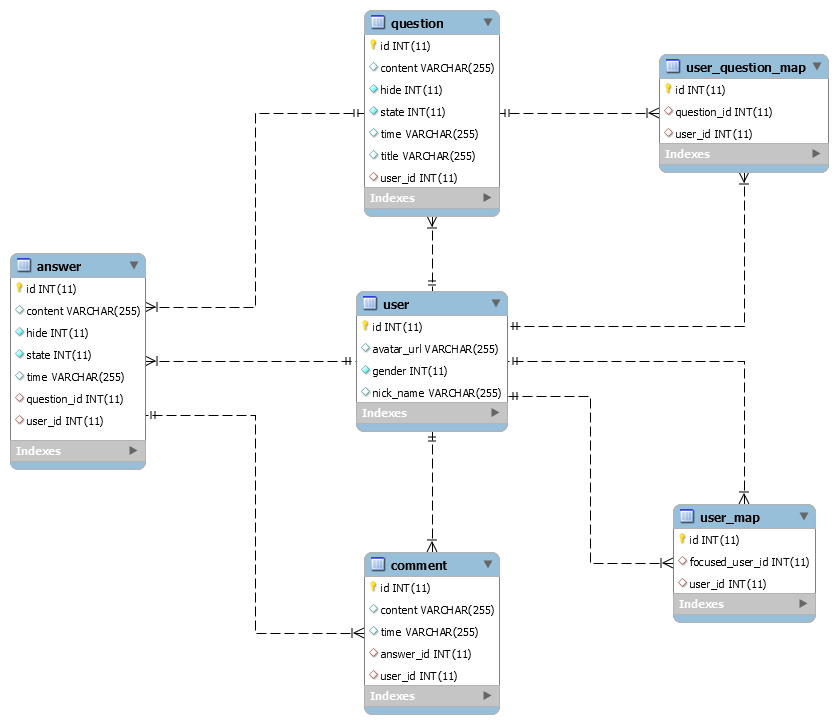 question
id INT(11)
content VARCHAR(255)
hide INT(11)
state INT(11)
time VARCHAR(255)
title VARCHAR(255)
user_id INT(11)
Indexes
user_question_map
id INT(11)
question_id INT(11)
user_id INT(11)
Indexes
answer
id INT(11)
content VARCHAR(255)
hide INT(11)
state INT(11)
time VARCHAR(255)
question_id INT(11)
user_id INT(11)
Indexes
user
id INT(11)
avatar_url VARCHAR(255)
gender INT(11)
nick_name VARCHAR(255)
Indexes
user_map
id INT(11)
focused_user_id INT(11)
user_id INT(11)
Indexes
comment
id INT(11)
content VARCHAR(255)
time VARCHAR(255)
answer_id INT(11)
user_id INT(11)
Indexes